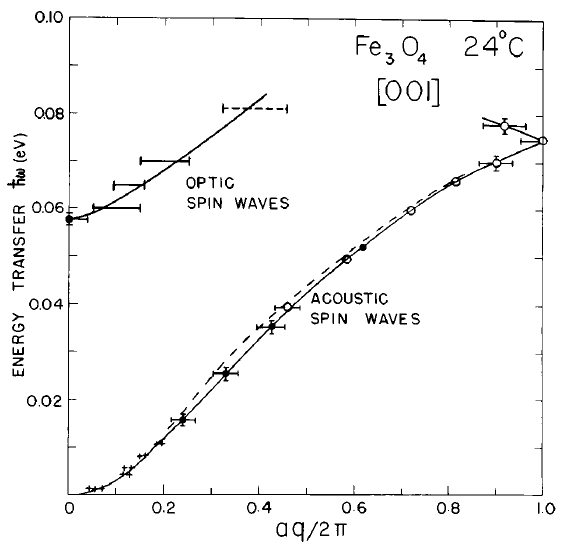 0.10
Fe3O4 24°C
[001]
0.08
OPTIC
SPIN WAVES
0.06
ENERGY TRANSFER ħω (eV)
0.04
ACOUSTIC
SPIN WAVES
0.02
0
0.2
0.4
0.6
0.8
1.0
aq/2π